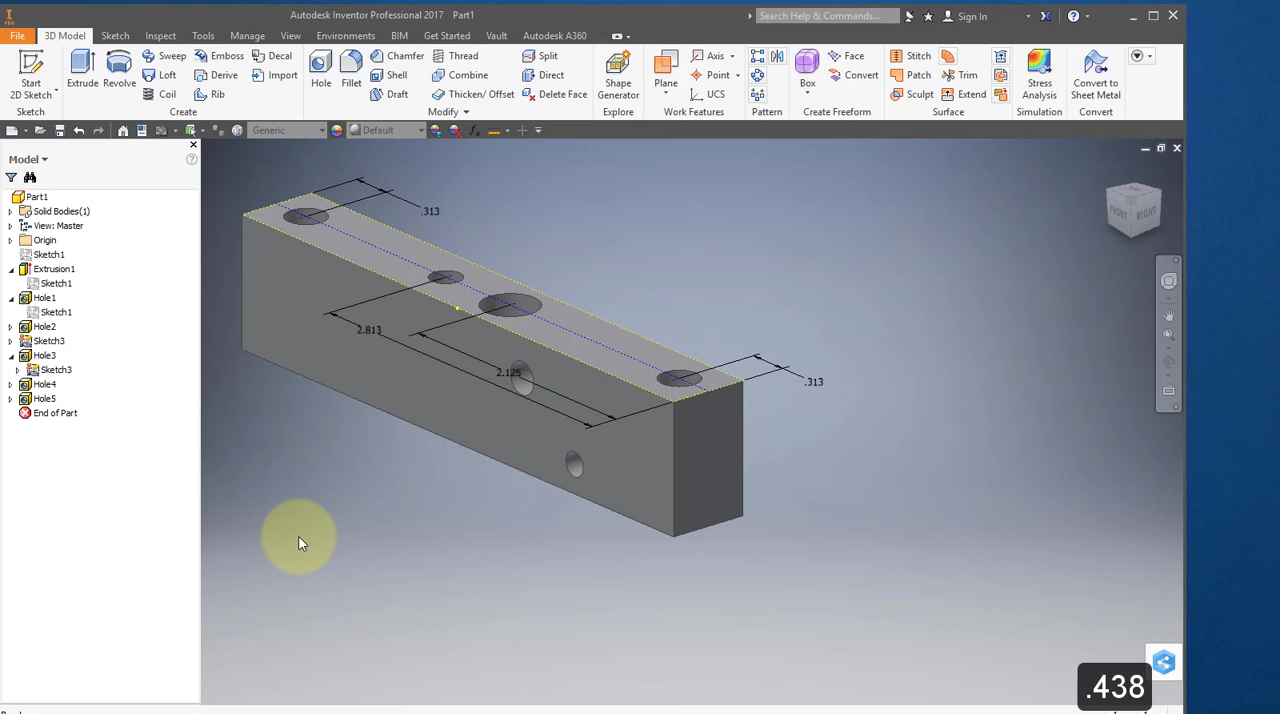 Autodesk Inventor Professional 2017 Part1
Search Help & Commands...
Sign In
PRO
File 3D Model Sketch Inspect Tools Manage View Environments BIM Get Started Vault Autodesk A360
Start
2D Sketch
Sketch
Extrude
Revolve
Sweep
Loft
Coil
Emboss
Derive
Rib
Decal
Import
Create
Hole
Fillet
Chamfer
Shell
Draft
Thread
Combine
Thicken/ Offset
Split
Direct
Delete Face
Modify
Shape
Generator
Explore
Plane
Axis
Point
UCS
Work Features
Pattern
Box
Face
Convert
Create Freeform
Stitch
Patch
Sculpt
Trim
Extend
Surface
Stress
Analysis
Simulation
Convert to
Sheet Metal
Convert
Generic
Default
Model
Part1
Solid Bodies(1)
View: Master
Origin
Sketch1
Extrusion1
Sketch1
Hole1
Sketch1
Hole2
Sketch3
Hole3
Sketch3
Hole4
Hole5
End of Part
.313
2.813
2.125
.313
FRONT
RIGHT
.438